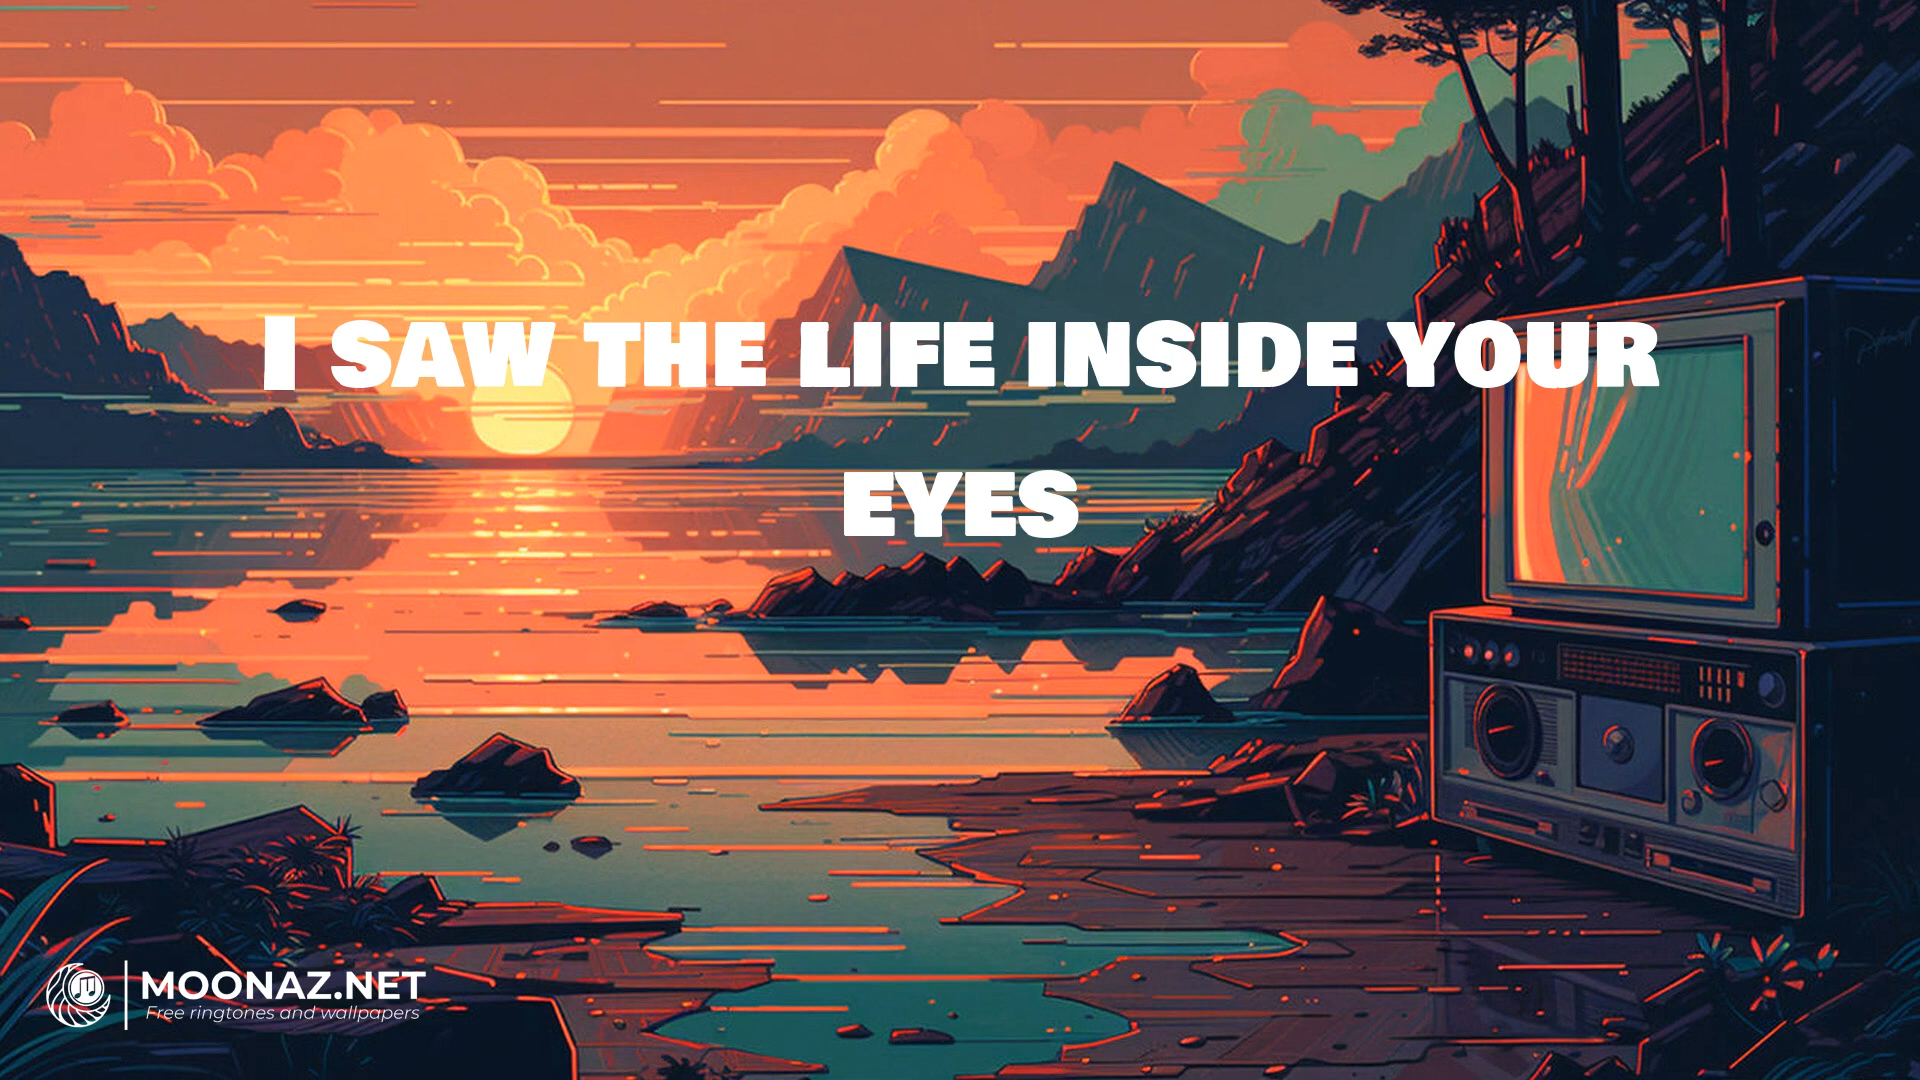 I saw the life inside your
eyes
MOONAZ.NET
Free ringtones and wallpapers